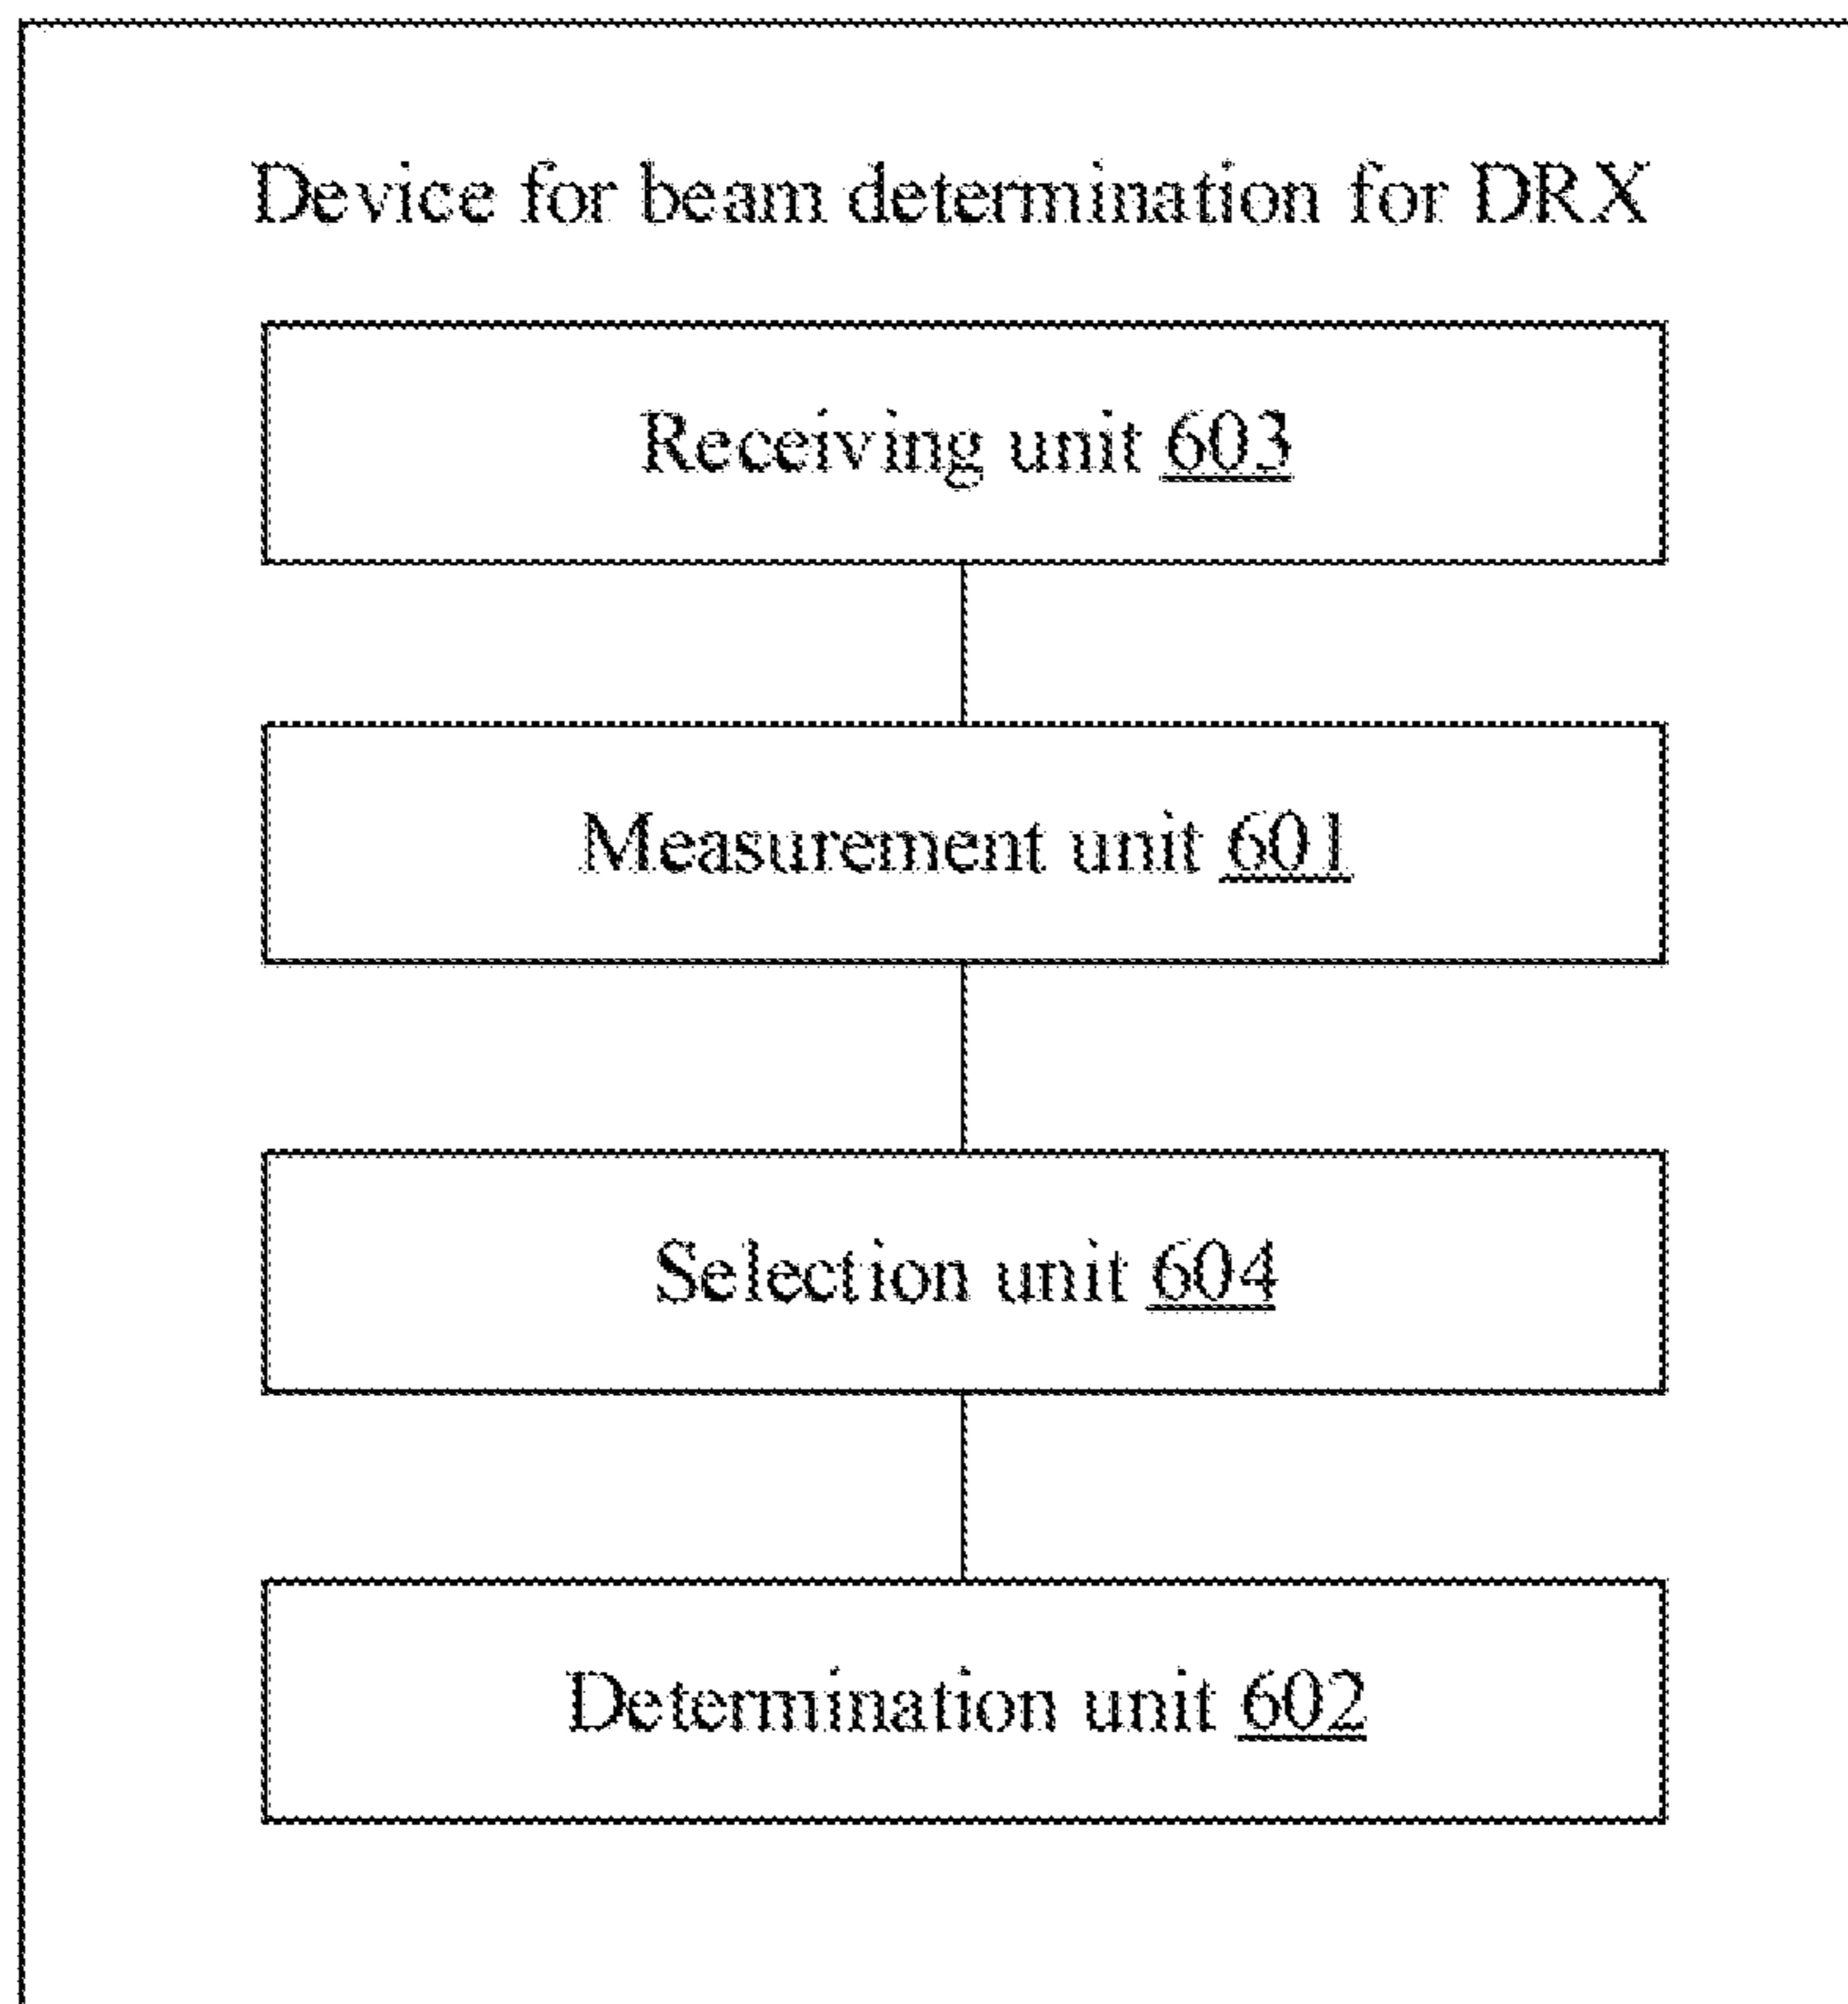 Device for beam determination for DRX
Receiving unit 603
Measurement unit 601
Selection unit 604
Determination unit 602